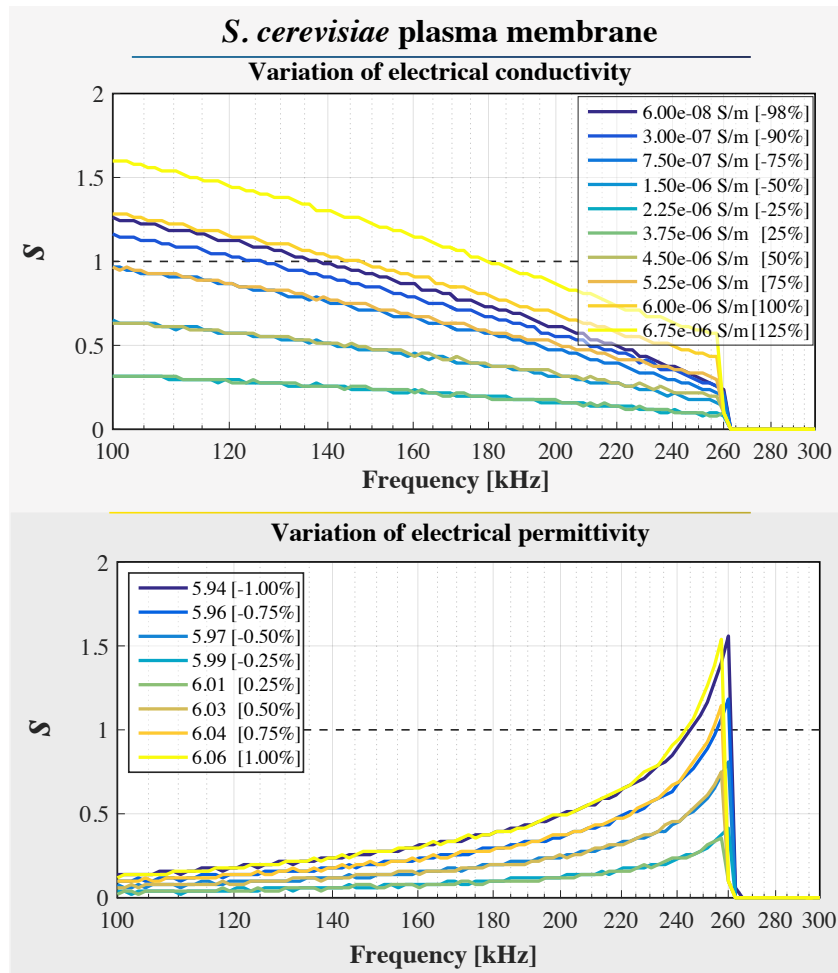 S. cerevisiae plasma membrane
Variation of electrical conductivity
2
1.5
1
0.5
0
S
6.00e-08 S/m [-98%]
3.00e-07 S/m [-90%]
7.50e-07 S/m [-75%]
1.50e-06 S/m [-50%]
2.25e-06 S/m [-25%]
3.75e-06 S/m [25%]
4.50e-06 S/m [50%]
5.25e-06 S/m [75%]
6.00e-06 S/m [100%]
6.75e-06 S/m [125%]
100 120 140 160 180 200 220 240 260 280 300
Frequency [kHz]
Variation of electrical permittivity
2
1.5
1
0.5
0
S
5.94 [-1.00%]
5.96 [-0.75%]
5.97 [-0.50%]
5.99 [-0.25%]
6.01 [0.25%]
6.03 [0.50%]
6.04 [0.75%]
6.06 [1.00%]
100 120 140 160 180 200 220 240 260 280 300
Frequency [kHz]